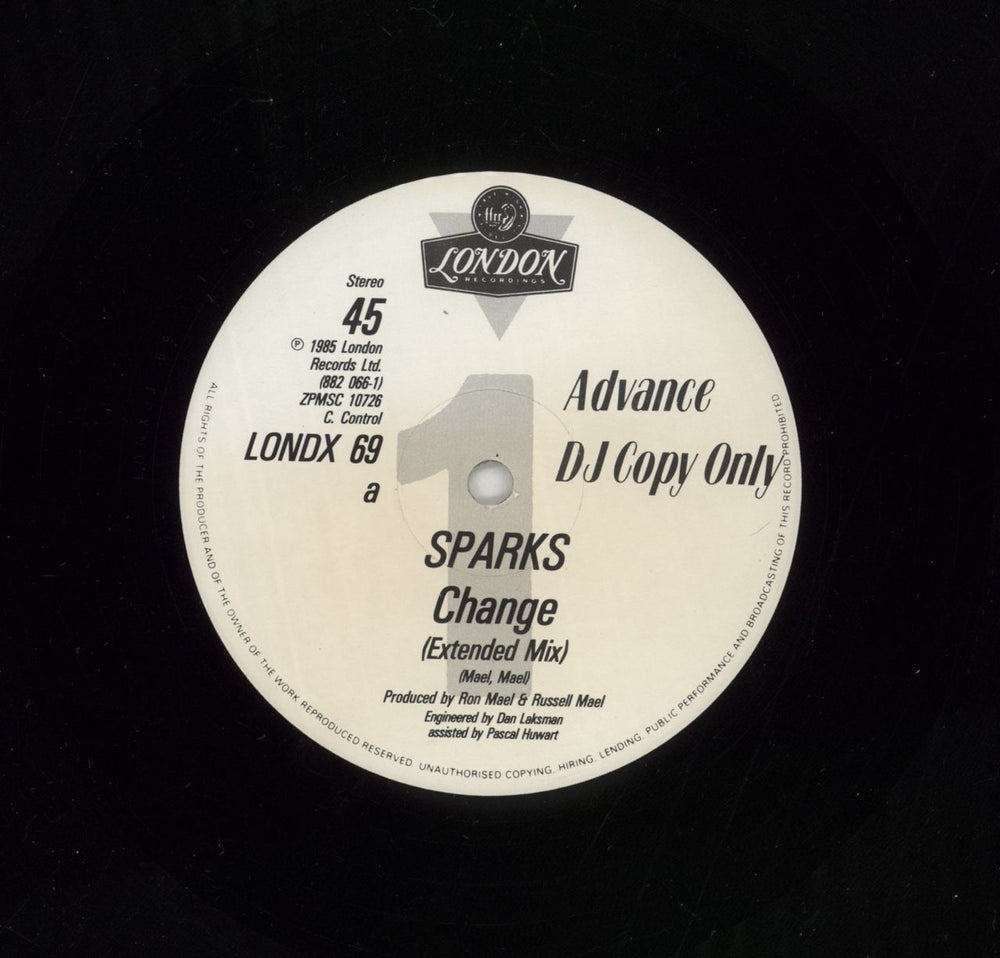 ffrr
LONDON
RECORDINGS
Stereo
45
℗ 1985 London
Records Ltd.
(882 066-1)
ZPMSC 10726
C. Control
LONDX 69
a
Advance
DJ Copy Only
1
SPARKS
Change
(Extended Mix)
(Mael, Mael)
Produced by Ron Mael & Russell Mael
Engineered by Dan Laksman
assisted by Pascal Huwart
ALL RIGHTS OF THE PRODUCER AND OF THE OWNER OF THE WORK REPRODUCED RESERVED. UNAUTHORISED COPYING, HIRING, LENDING, PUBLIC PERFORMANCE AND BROADCASTING OF THIS RECORD PROHIBITED